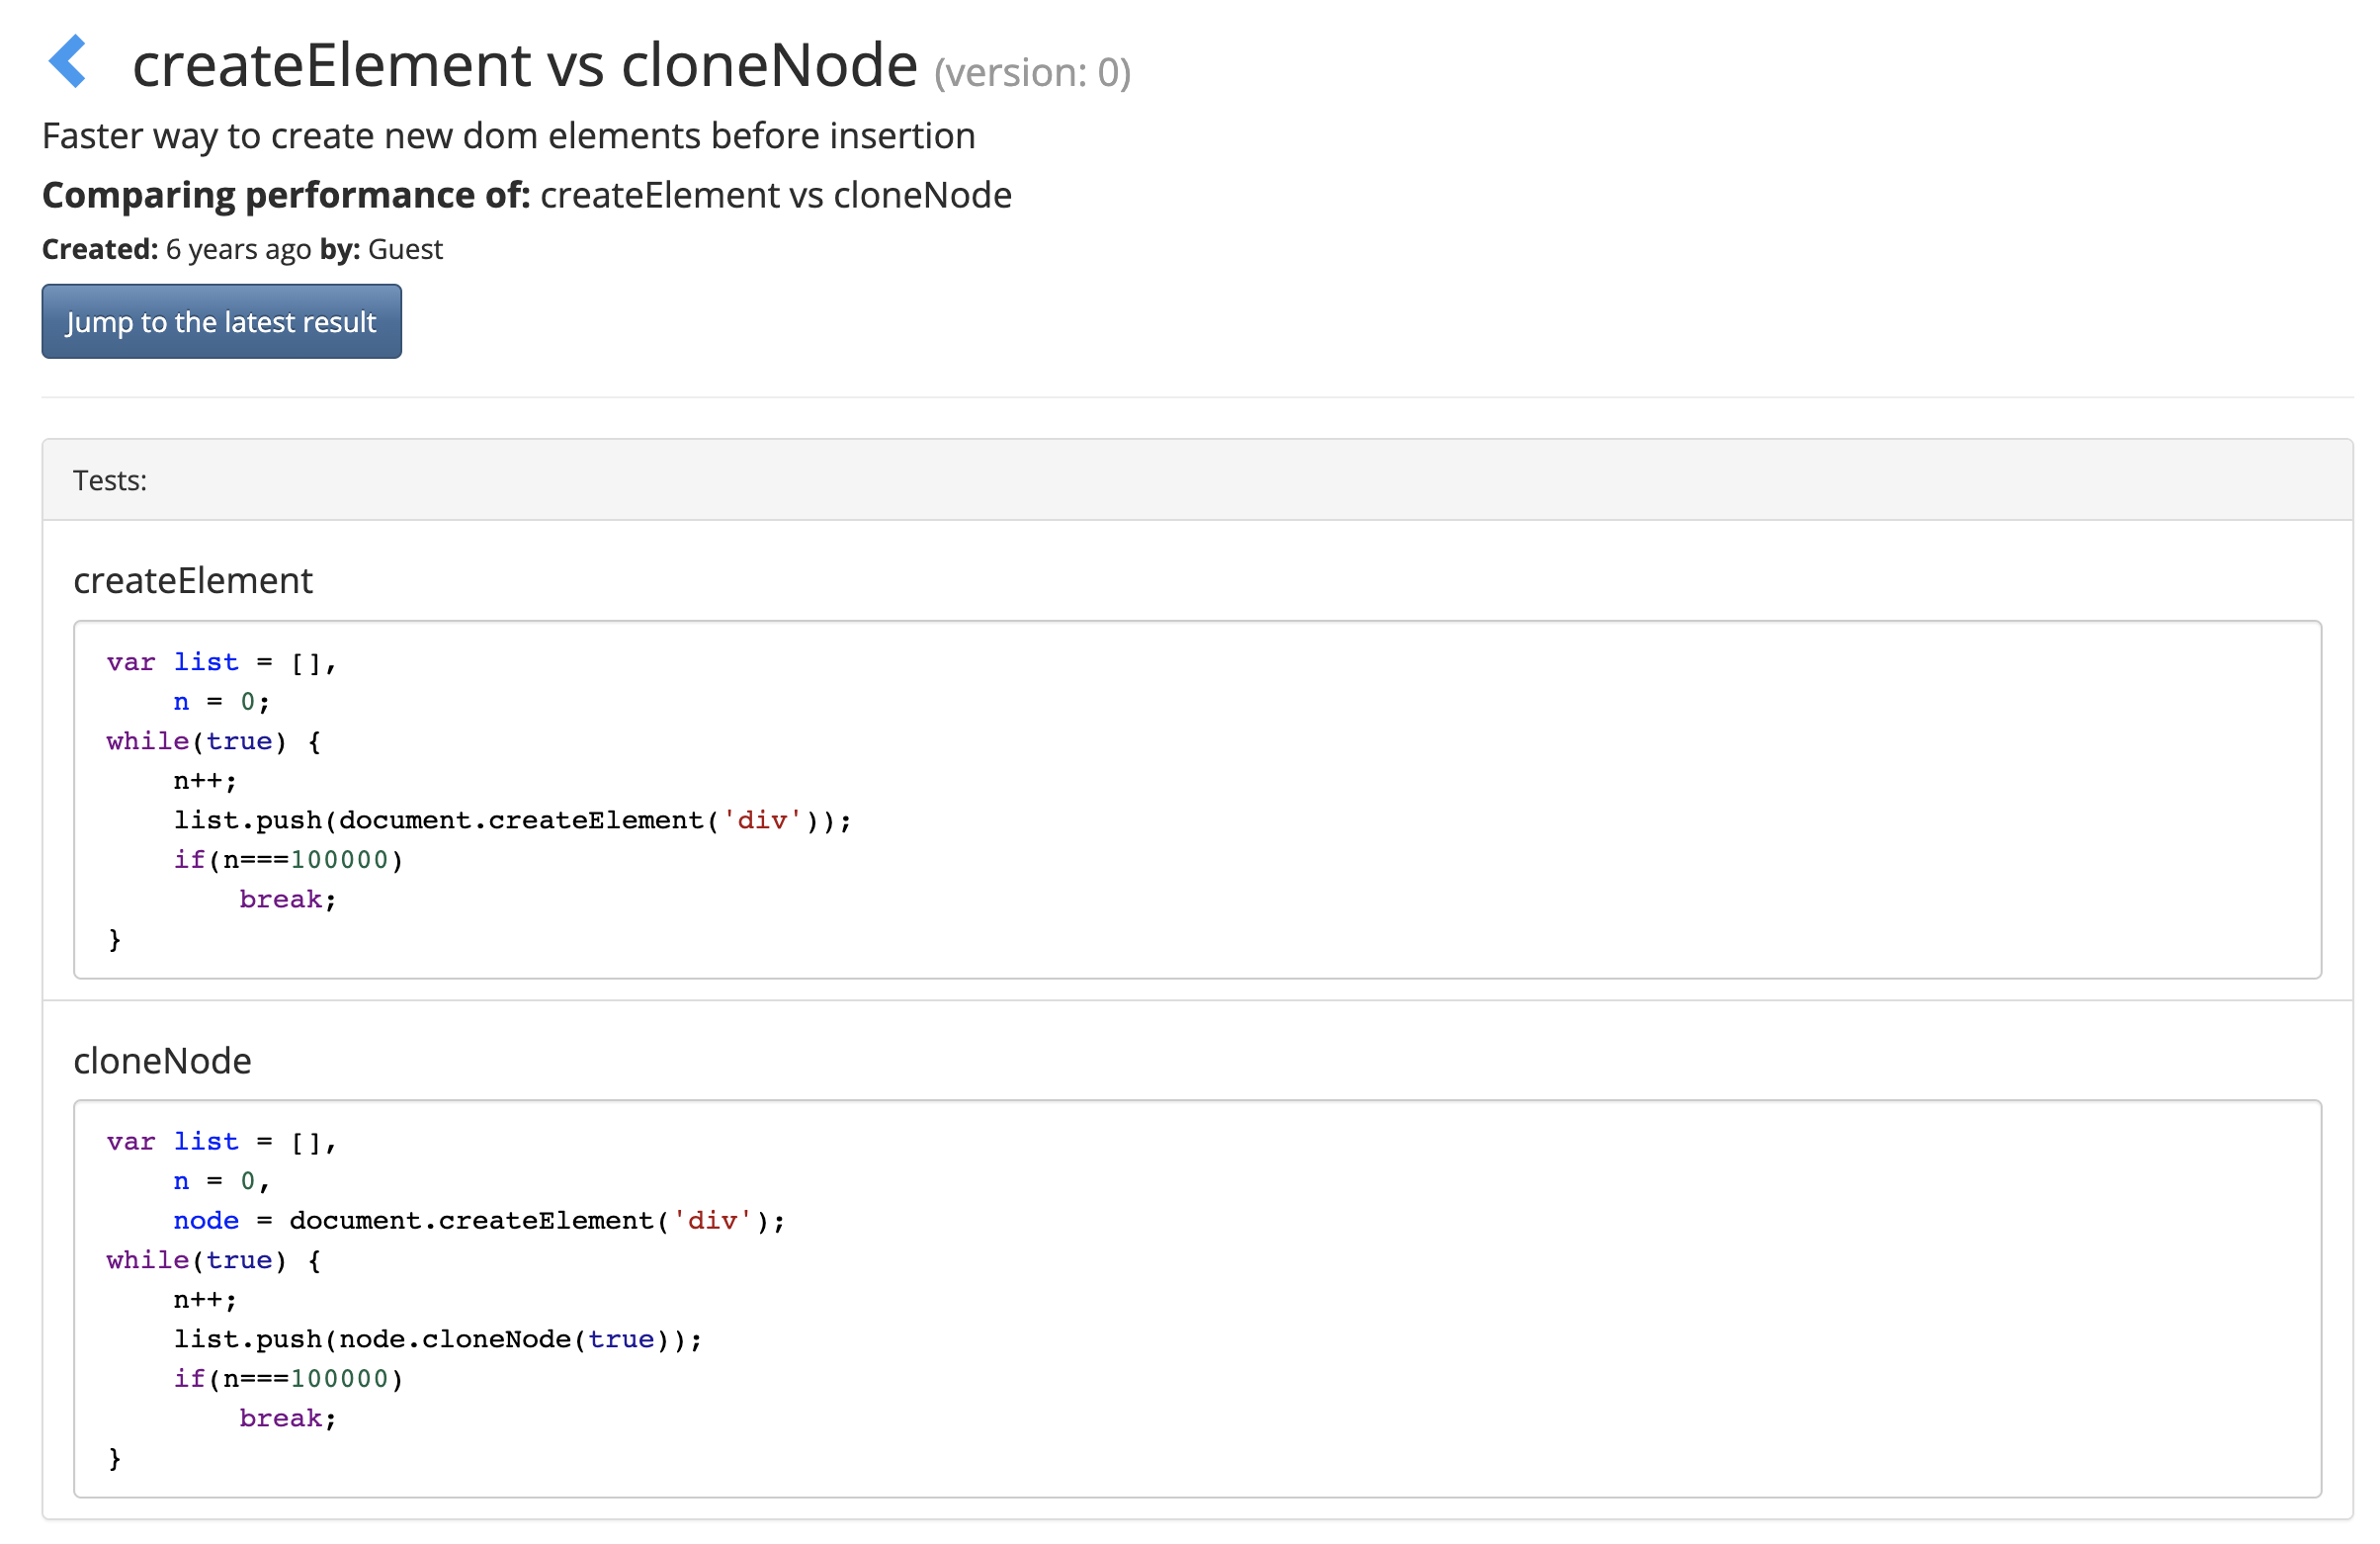 createElement vs cloneNode (version: 0)
Faster way to create new dom elements before insertion
Comparing performance of: createElement vs cloneNode
Created: 6 years ago by: Guest
Jump to the latest result
Tests:
createElement
var list = [],
    n = 0;
while(true) {
    n++;
    list.push(document.createElement('div'));
    if(n===100000)
        break;
}
cloneNode
var list = [],
    n = 0,
    node = document.createElement('div');
while(true) {
    n++;
    list.push(node.cloneNode(true));
    if(n===100000)
        break;
}